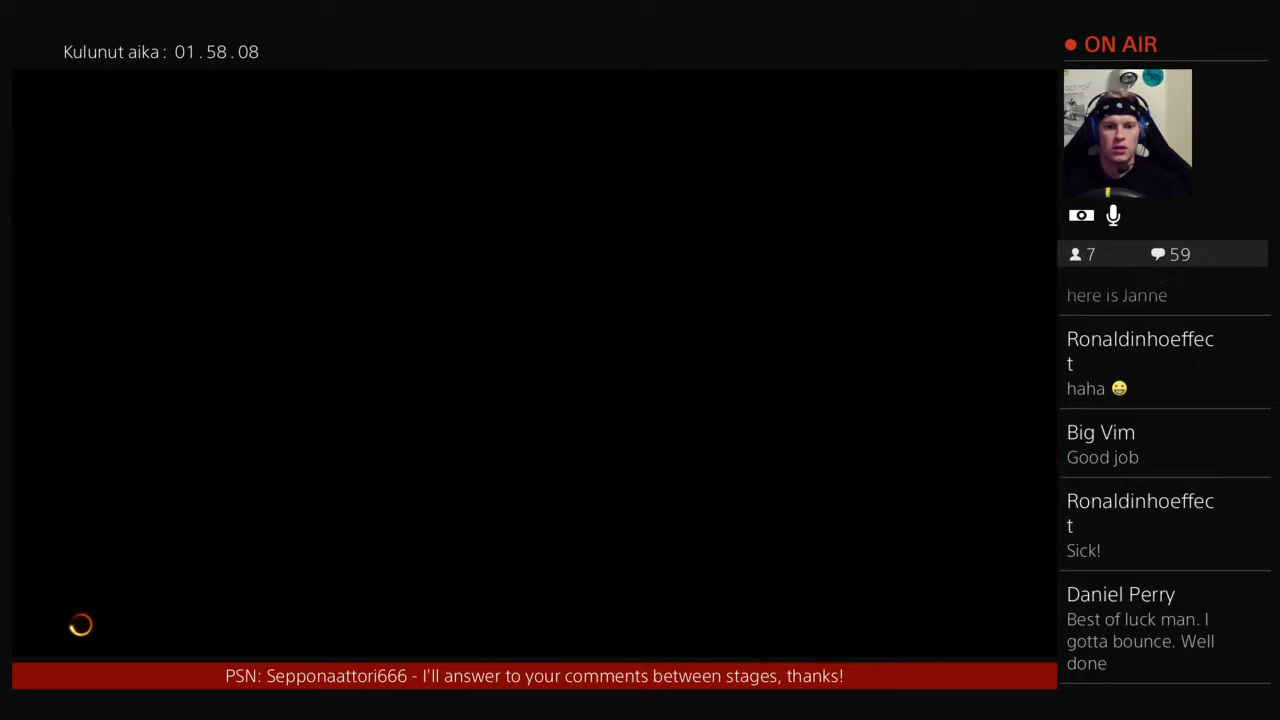 Kulunut aika : 01 . 58 . 08
ON AIR
GOT POP
7
59
here is Janne
Ronaldinhoeffec
t
haha 😀
Big Vim
Good job
Ronaldinhoeffec
t
Sick!
Daniel Perry
Best of luck man. I
gotta bounce. Well
done
PSN: Sepponaattori666 - I'll answer to your comments between stages, thanks!